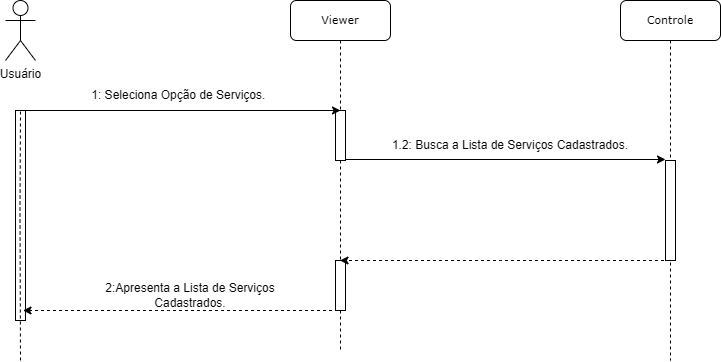 Viewer
Controle
Usuário
1: Seleciona Opção de Serviços.
1.2: Busca a Lista de Serviços Cadastrados.
2:Apresenta a Lista de Serviços
Cadastrados.